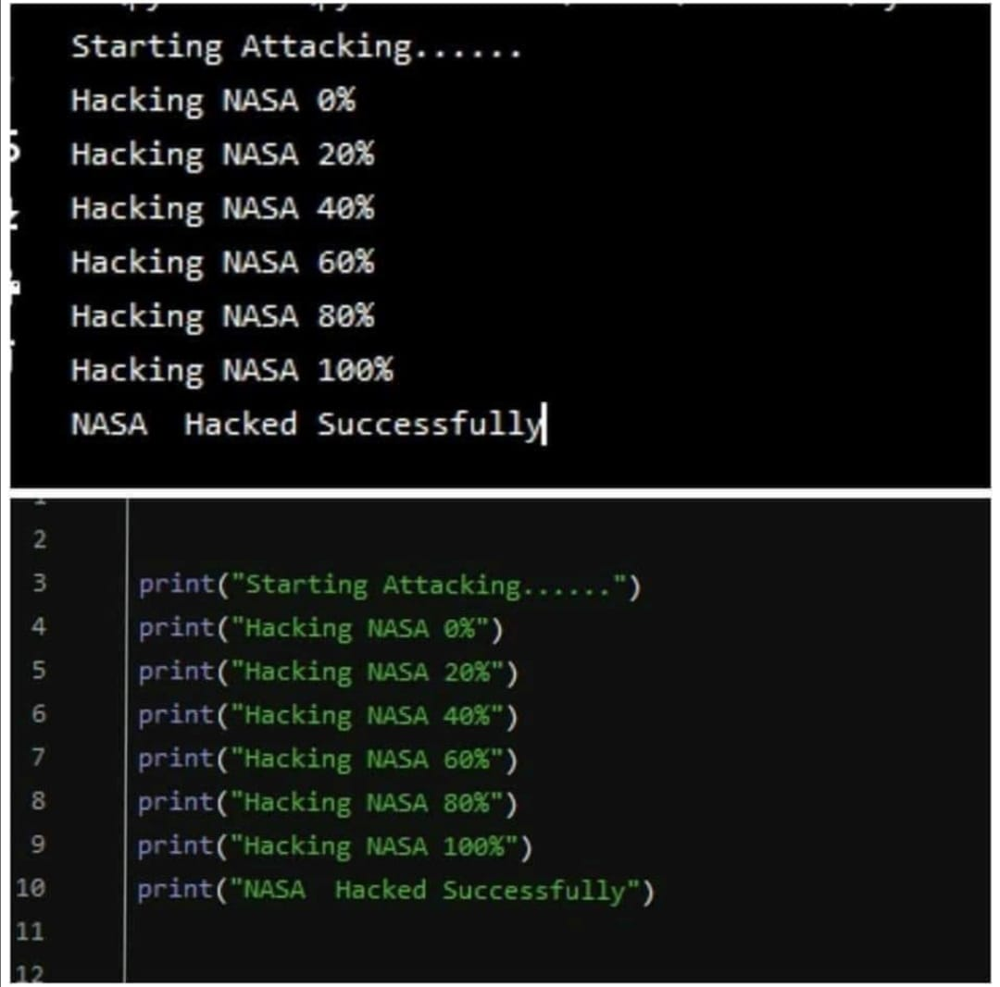 Starting Attacking......
Hacking NASA 0%
Hacking NASA 20%
Hacking NASA 40%
Hacking NASA 60%
Hacking NASA 80%
Hacking NASA 100%
NASA  Hacked Successfully
2
3 print("Starting Attacking......")
4 print("Hacking NASA 0%")
5 print("Hacking NASA 20%")
6 print("Hacking NASA 40%")
7 print("Hacking NASA 60%")
8 print("Hacking NASA 80%")
9 print("Hacking NASA 100%")
10 print("NASA  Hacked Successfully")
11
12